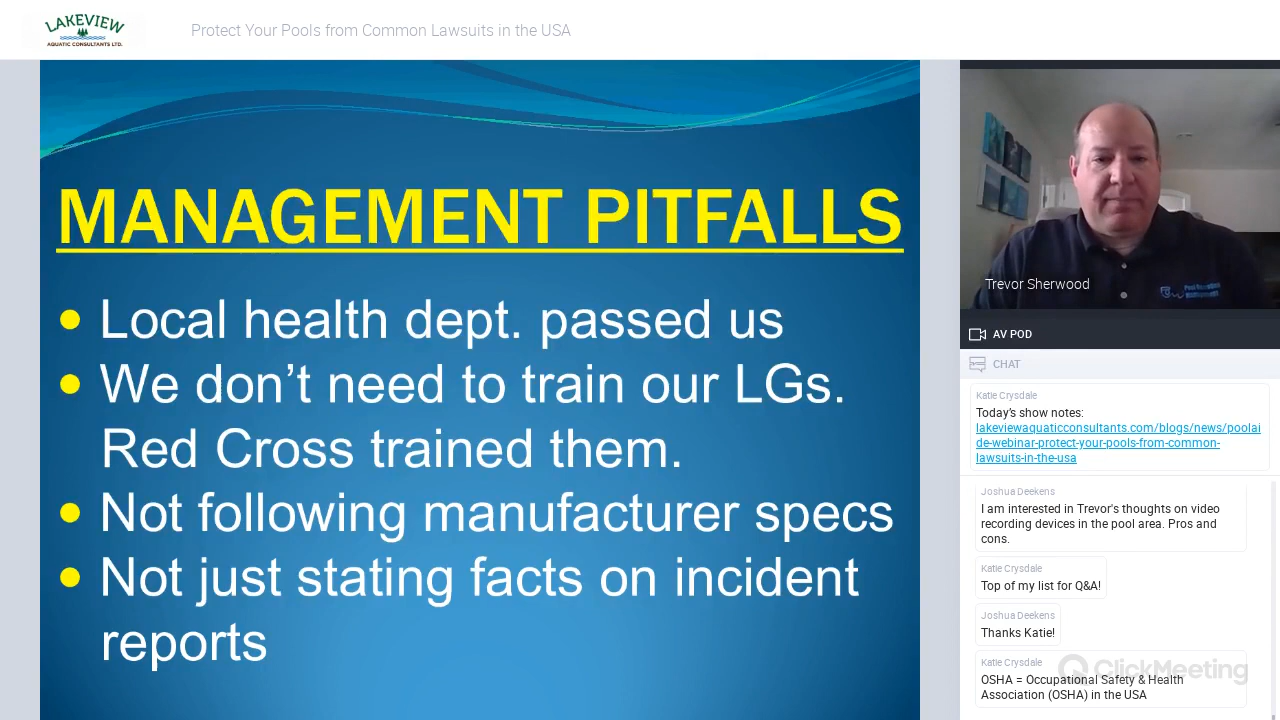 LAKEVIEW
AQUATIC CONSULTANTS LTD.
Protect Your Pools from Common Lawsuits in the USA
MANAGEMENT PITFALLS
• Local health dept. passed us
• We don’t need to train our LGs.
Red Cross trained them.
• Not following manufacturer specs
• Not just stating facts on incident
reports
Trevor Sherwood
AV POD
CHAT
Katie Crysdale
Today's show notes:
lakeviewaquaticconsultants.com/blogs/news/poolai
de-webinar-protect-your-pools-from-common-
lawsuits-in-the-usa
Joshua Deekens
I am interested in Trevor's thoughts on video
recording devices in the pool area. Pros and
cons.
Katie Crysdale
Top of my list for Q&A!
Joshua Deekens
Thanks Katie!
Katie Crysdale
OSHA = Occupational Safety & Health
Association (OSHA) in the USA
ClickMeeting